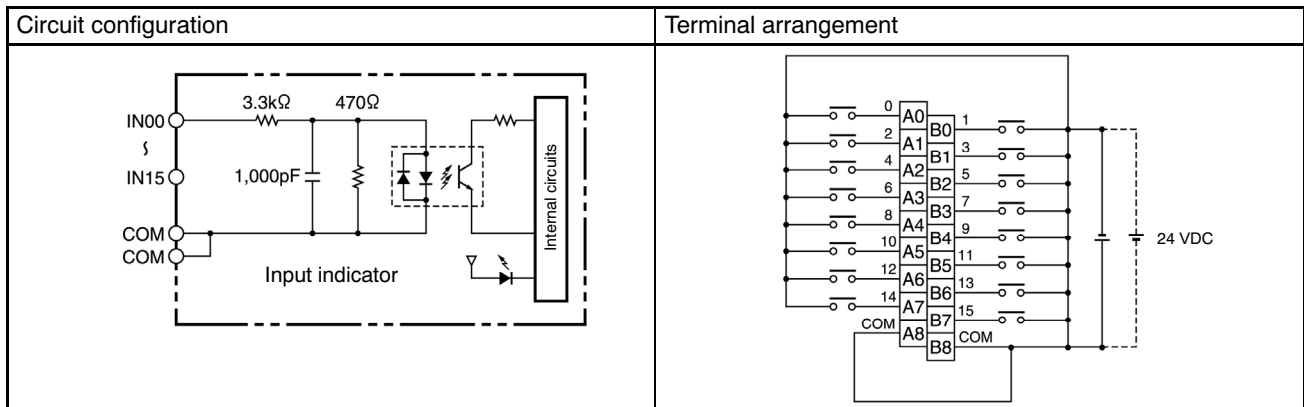 Circuit configuration
Terminal arrangement
3.3kΩ 470Ω
IN00
IN15
1,000pF
COM
COM
Input indicator
Internal circuits
0 A0
B0 1
2 A1
B1 3
4 A2
B2 5
6 A3
B3 7
8 A4
B4 9
10 A5
B5 11
12 A6
B6 13
14 A7
B7 15
COM A8
B8 COM
24 VDC